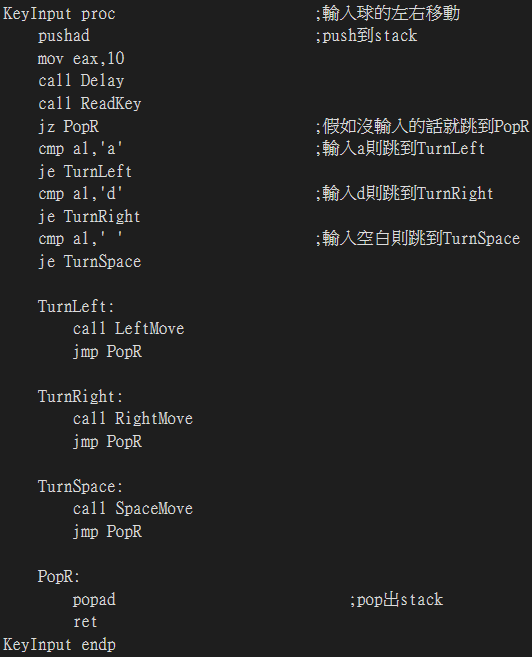 KeyInput proc ;輸入球的左右移動
pushad ;push到stack
mov eax,10
call Delay
call ReadKey
jz PopR ;假如沒輸入的話就跳到PopR
cmp al,'a' ;輸入a則跳到TurnLeft
je TurnLeft
cmp al,'d' ;輸入d則跳到TurnRight
je TurnRight
cmp al,' ' ;輸入空白則跳到TurnSpace
je TurnSpace
TurnLeft:
call LeftMove
jmp PopR
TurnRight:
call RightMove
jmp PopR
TurnSpace:
call SpaceMove
jmp PopR
PopR:
popad ;pop出stack
ret
KeyInput endp